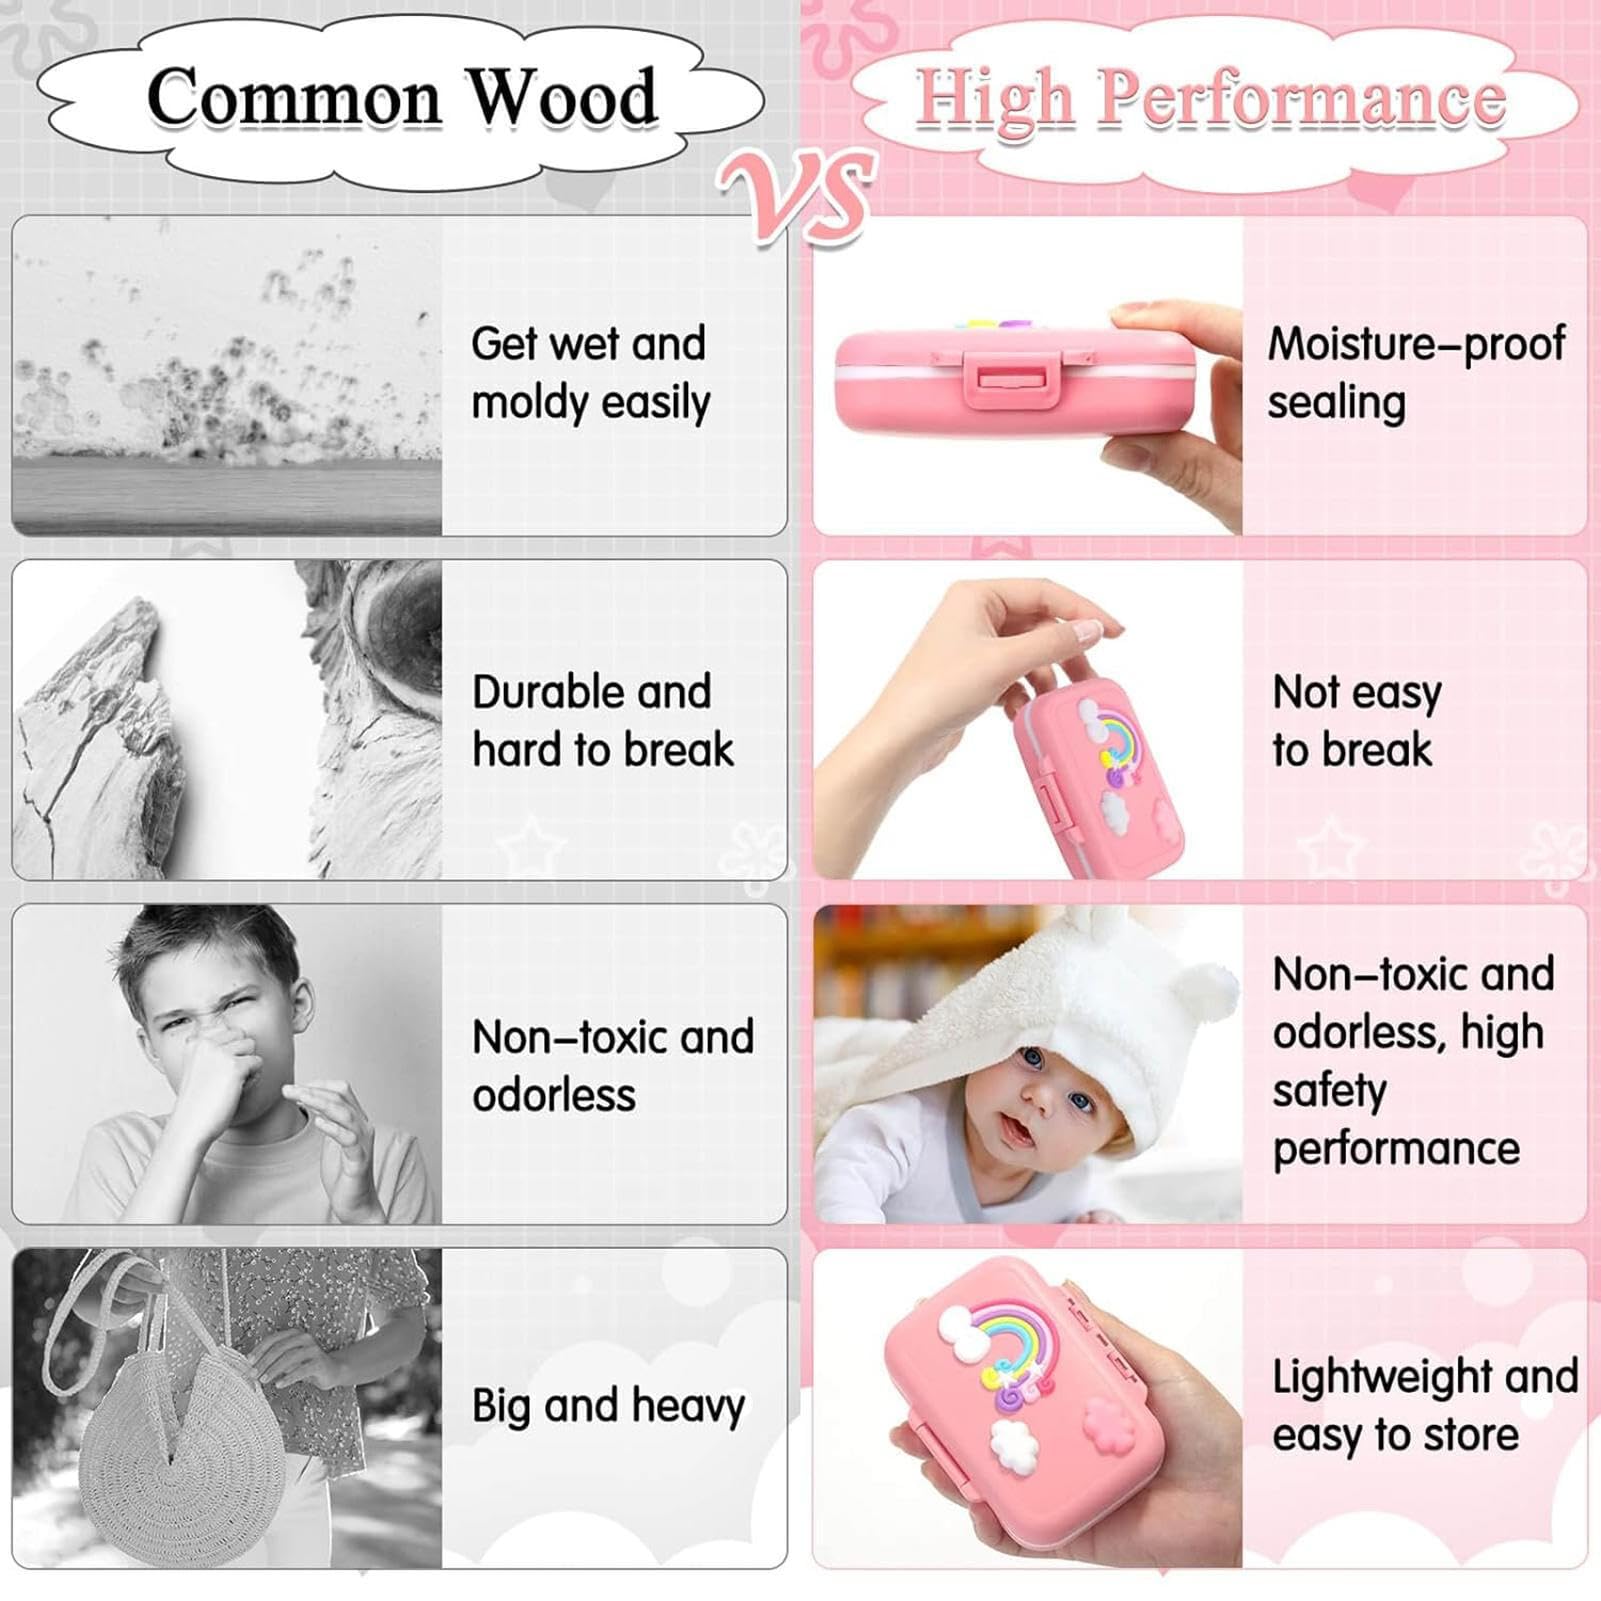 Common Wood
VS
High Performance
Get wet and
moldy easily
Moisture–proof
sealing
Durable and
hard to break
Not easy
to break
Non–toxic and
odorless
Non–toxic and
odorless, high
safety
performance
Big and heavy
Lightweight and
easy to store